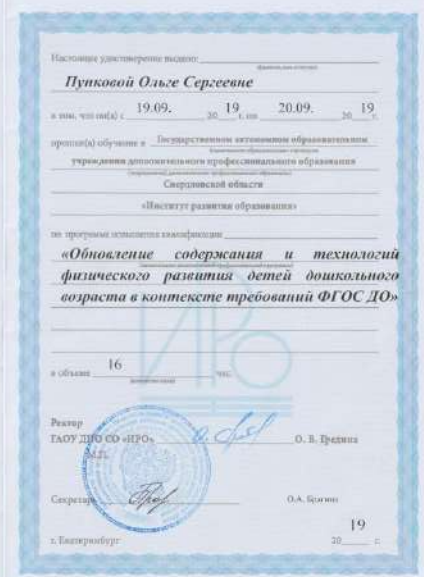 Настоящее удостоверение выдано
Пупковой Ольге Сергеевне
в том, что он(а) с 19.09. 20 19 г. по 20.09. 20 19
прошел(а) обучение в Государственном автономном образовательном
учреждении дополнительного профессионального образования
Свердловской области
«Институт развития образования»
по программе повышения квалификации
«Обновление содержания и технологий
физического развития детей дошкольного
возраста в контексте требований ФГОС ДО»
ИРО
в объеме 16 час.
Ректор
ГАОУ ДПО СО «ИРО» О. В. Гредина
М.П.
Секретарь О.А. Брагина
19
г. Екатеринбург 20 г.